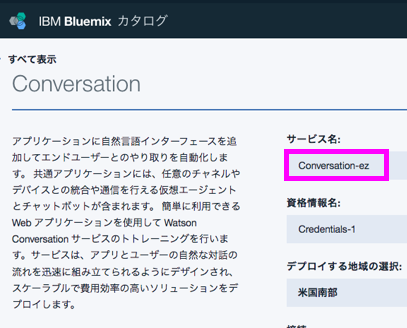 IBM Bluemix カタログ
すべて表示
Conversation
アプリケーションに自然言語インターフェースを追
加してエンドユーザーとのやり取りを自動化しま
す。 共通アプリケーションには、任意のチャネルや
デバイスとの統合や通信を行える仮想エージェント
とチャットボットが含まれます。 簡単に利用できる
Web アプリケーションを使用して Watson
Conversation サービスのトトレーニングを行いま
す。サービスは、アプリとユーザーの自然な対話の
流れを迅速に組み立てられるようにデザインされ、
スケーラブルで費用効率の高いソリューションをデ
プロイします。
サービス名:
Conversation-ez
資格情報名:
Credentials-1
デプロイする地域の選択:
米国南部